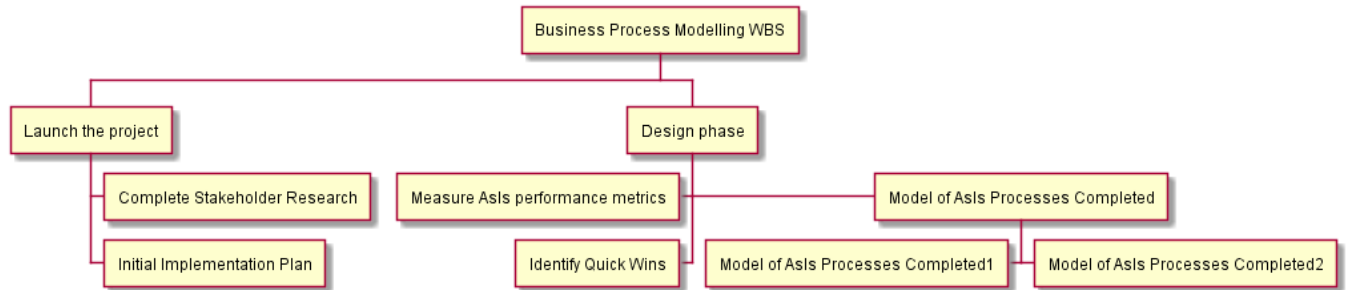 Business Process Modelling WBS
Launch the project
Design phase
Complete Stakeholder Research
Measure AsIs performance metrics
Model of AsIs Processes Completed
Initial Implementation Plan
Identify Quick Wins
Model of AsIs Processes Completed1
Model of AsIs Processes Completed2